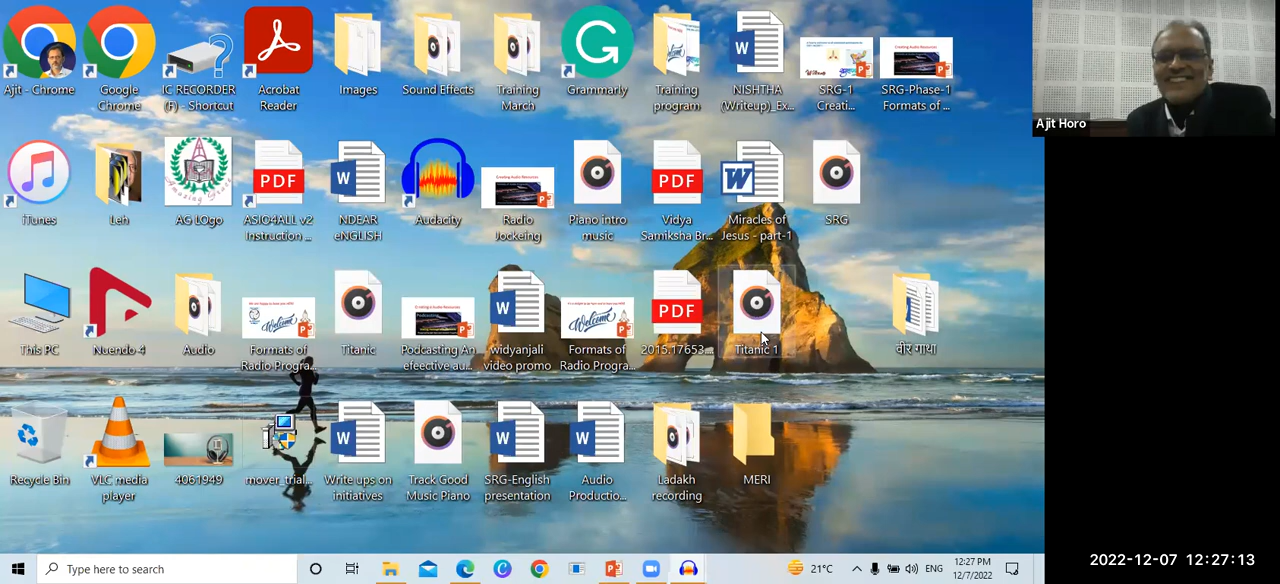 Ajit - Chrome
Google
Chrome
IC RECORDER
(F) - Shortcut
Acrobat
Reader
Images
Sound Effects
Training
March
Grammarly
Training
program
NISHTHA
(Writeup)_Ex...
SRG-1
Creati...
SRG-Phase-1
Formats of ...
Ajit Horo
iTunes
Leh
AG LOgo
PDF
ASIO4ALL v2
Instruction ...
NDEAR
eNGLISH
Audacity
Radio
Jockeing
Piano intro
music
PDF
Vidya
Samiksha Br...
Miracles of
Jesus - part-1
SRG
This PC
Nuendo 4
Audio
Welcome
Formats of
Radio Progra...
Titanic
Podcasting An
efeective au...
widyanjali
video promo
Welcome
Formats of
Radio Progra...
PDF
2015.17653...
Titanic 1
वीर गाथा
Recycle Bin
VLC media
player
4061949
mover_trial...
Write ups on
initiatives
Track Good
Music Piano
SRG-English
presentation
Audio
Productio...
Ladakh
recording
MERI
Type here to search
21°C
ENG
12:27 PM
12/7/2022
2022-12-07 12:27:13